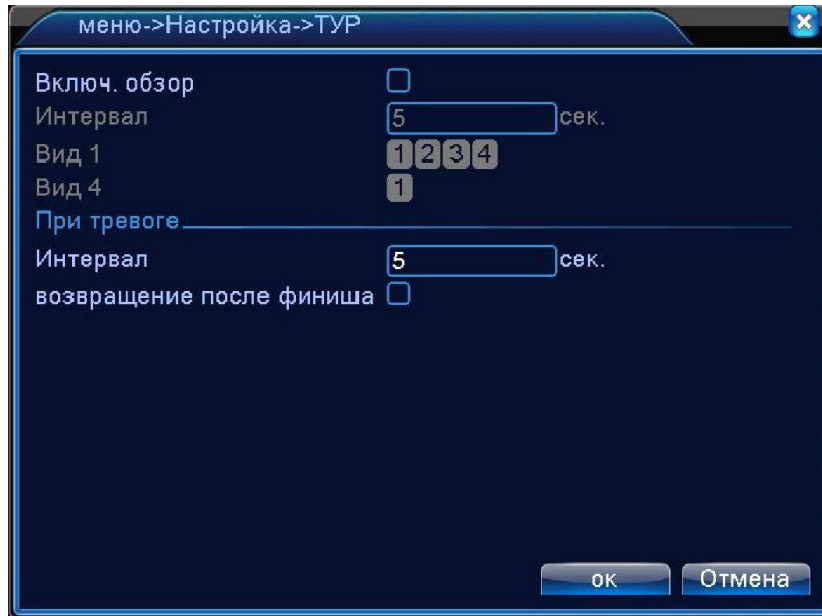 меню->Настройка->ТУР
Включ. обзор
Интервал 5 сек.
Вид 1 1 2 3 4
Вид 4 1
При тревоге
Интервал 5 сек.
возвращение после финиша
ок Отмена